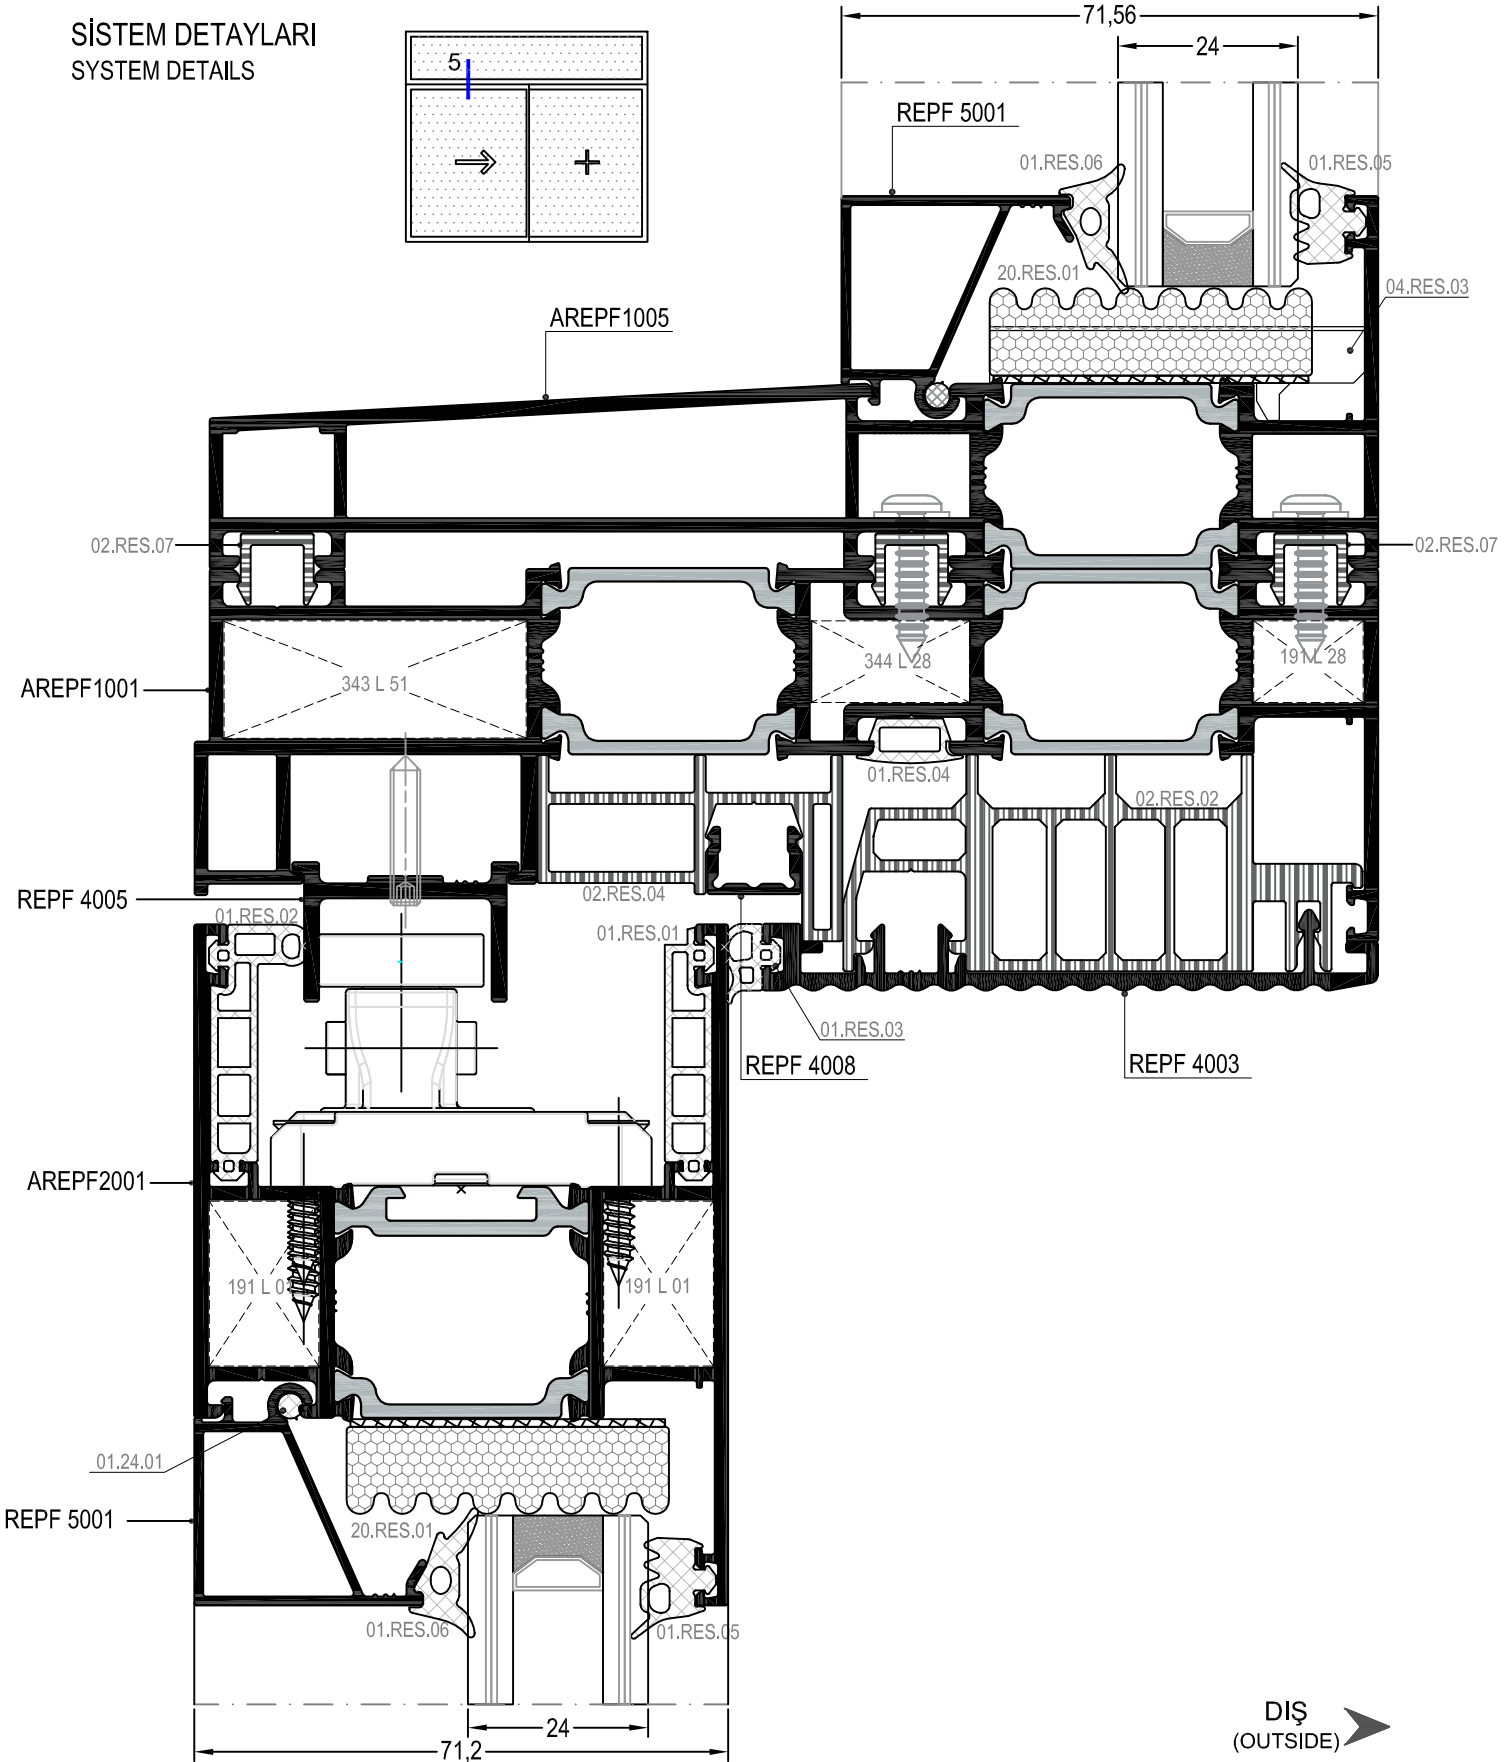 SİSTEM DETAYLARI
SYSTEM DETAILS
5
71,56
24
REPF 5001
01.RES.06
01.RES.05
20.RES.01
04.RES.03
AREPF1005
02.RES.07
02.RES.07
343 L 51
344 L 28
191 L 28
AREPF1001
01.RES.04
02.RES.02
REPF 4005
02.RES.04
01.RES.02
01.RES.01
01.RES.03
REPF 4008
REPF 4003
AREPF2001
191 L 0
191 L 01
01.24.01
REPF 5001
20.RES.01
01.RES.06
01.RES.05
24
71,2
DIŞ
(OUTSIDE)